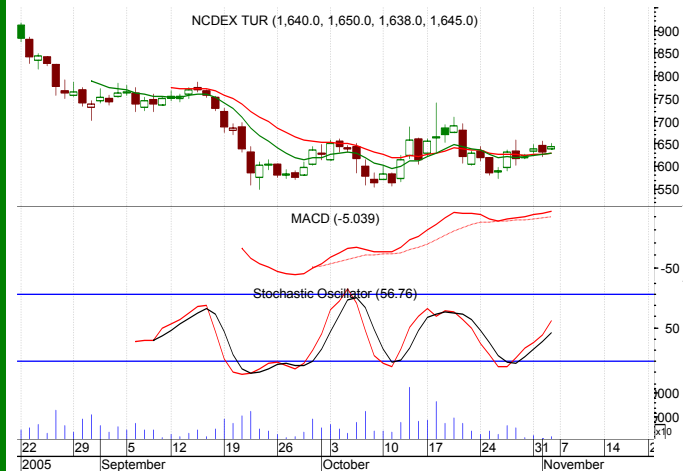 NCDEX TUR (1,640.0, 1,650.0, 1,638.0, 1,645.0)
900
850
800
750
700
650
600
550
MACD (-5.039)
-50
Stochastic Oscillator (56.76)
50
x10
22 29 5 12 19 26 3 10 17 24 31 7 14
2005 September October November